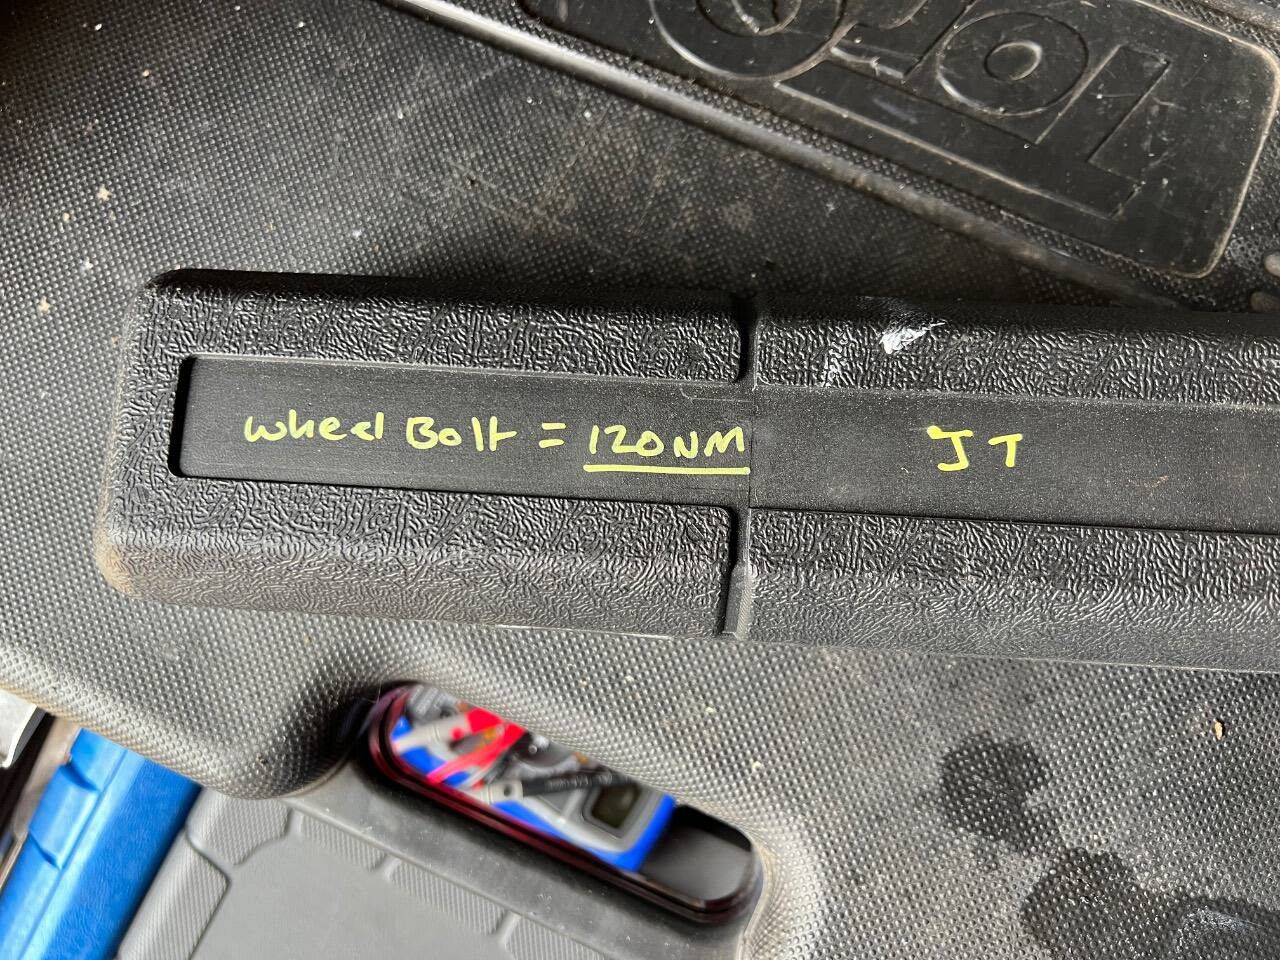 wheel Bolt = 120NM JT